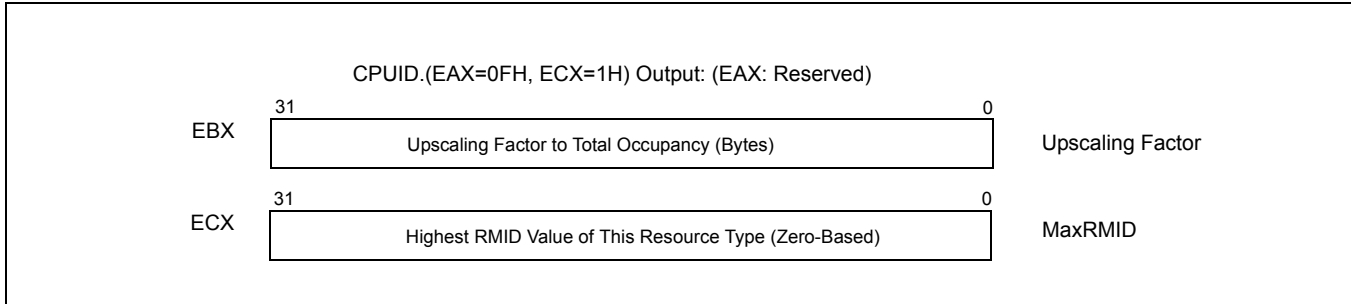 CPUID.(EAX=0FH, ECX=1H) Output: (EAX: Reserved)
31 0
EBX Upscaling Factor to Total Occupancy (Bytes) Upscaling Factor
31 0
ECX Highest RMID Value of This Resource Type (Zero-Based) MaxRMID